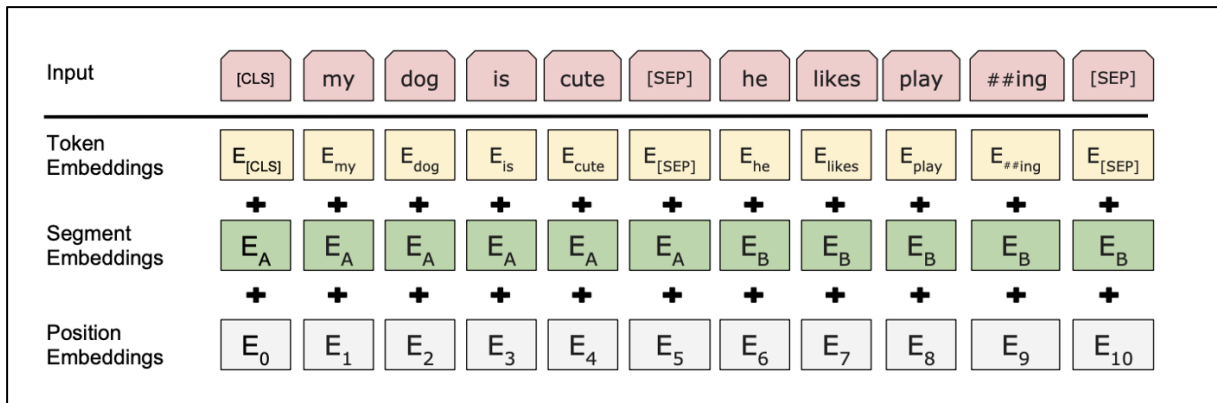 Input [CLS] my dog is cute [SEP] he likes play ##ing [SEP]
Token
Embeddings E[CLS] Emy Edog Eis Ecute E[SEP] Ehe Elikes Eplay E##ing E[SEP]
+ + + + + + + + + + +
Segment
Embeddings EA EA EA EA EA EA EB EB EB EB EB
+ + + + + + + + + + +
Position
Embeddings E0 E1 E2 E3 E4 E5 E6 E7 E8 E9 E10